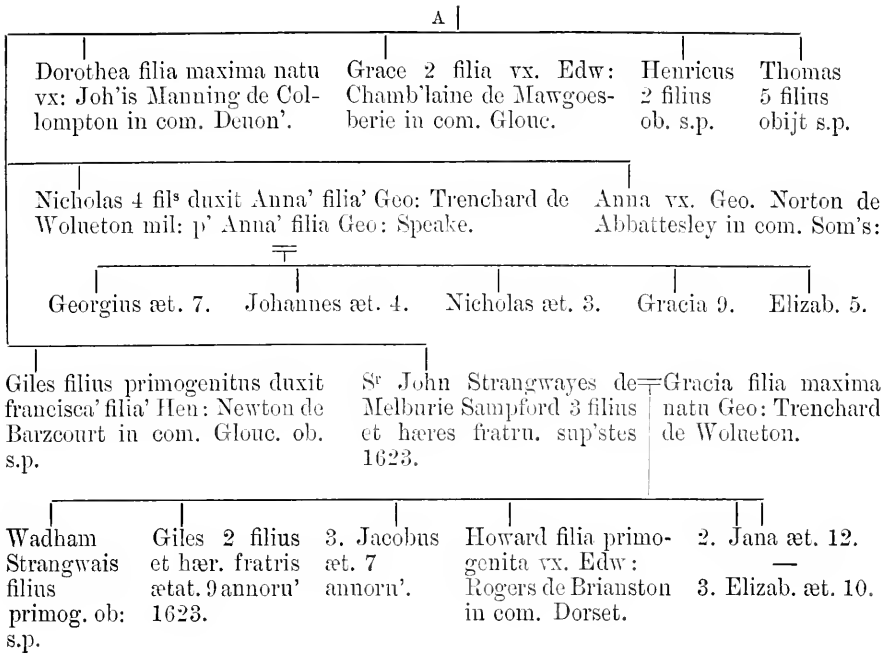 A
Dorothea filia maxima natu
vx: Joh'is Manning de Col-
lompton in com. Deuon'.
Grace 2 filia vx. Edw:
Chamb'laine de Mawgoes-
berie in com. Glouc.
Henricus
2 filius
ob. s.p.
Thomas
5 filius
obijt s.p.
Nicholas 4 filˢ duxit Anna' filia' Geo: Trenchard de
Wolueton mil: p' Anna' filia Geo: Speake.
Anna vx. Geo. Norton de
Abbattesley in com. Som's:
Georgius æt. 7.
Johannes æt. 4.
Nicholas æt. 3.
Gracia 9.
Elizab. 5.
Giles filius primogenitus duxit
francisca' filia' Hen: Newton de
Barzcourt in com. Glouc. ob.
s.p.
Sʳ John Strangwayes de
Melburie Sampford 3 filius
et hæres fratru. sup'stes
1623.
Gracia filia maxima
natu Geo: Trenchard
de Wolueton.
Wadham
Strangwais
filius
primog. ob:
s.p.
Giles 2 filius
et hær. fratris
ætat. 9 annoru'
1623.
3. Jacobus
æt. 7
annoru'.
Howard filia primo-
genita vx. Edw:
Rogers de Brianston
in com. Dorset.
2. Jana æt. 12.
—
3. Elizab. æt. 10.